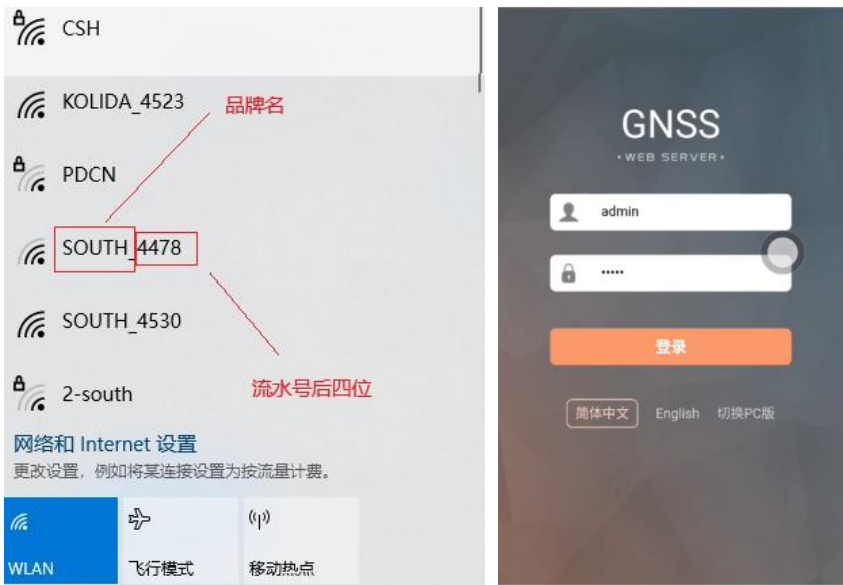 CSH
KOLIDA_4523
品牌名
PDCN
SOUTH_4478
SOUTH_4530
流水号后四位
2-south
网络和 Internet 设置
更改设置，例如将某连接设置为按流量计费。
WLAN
飞行模式
移动热点
GNSS
·WEB SERVER·
admin
•••••
登录
简体中文 English 切换PC版